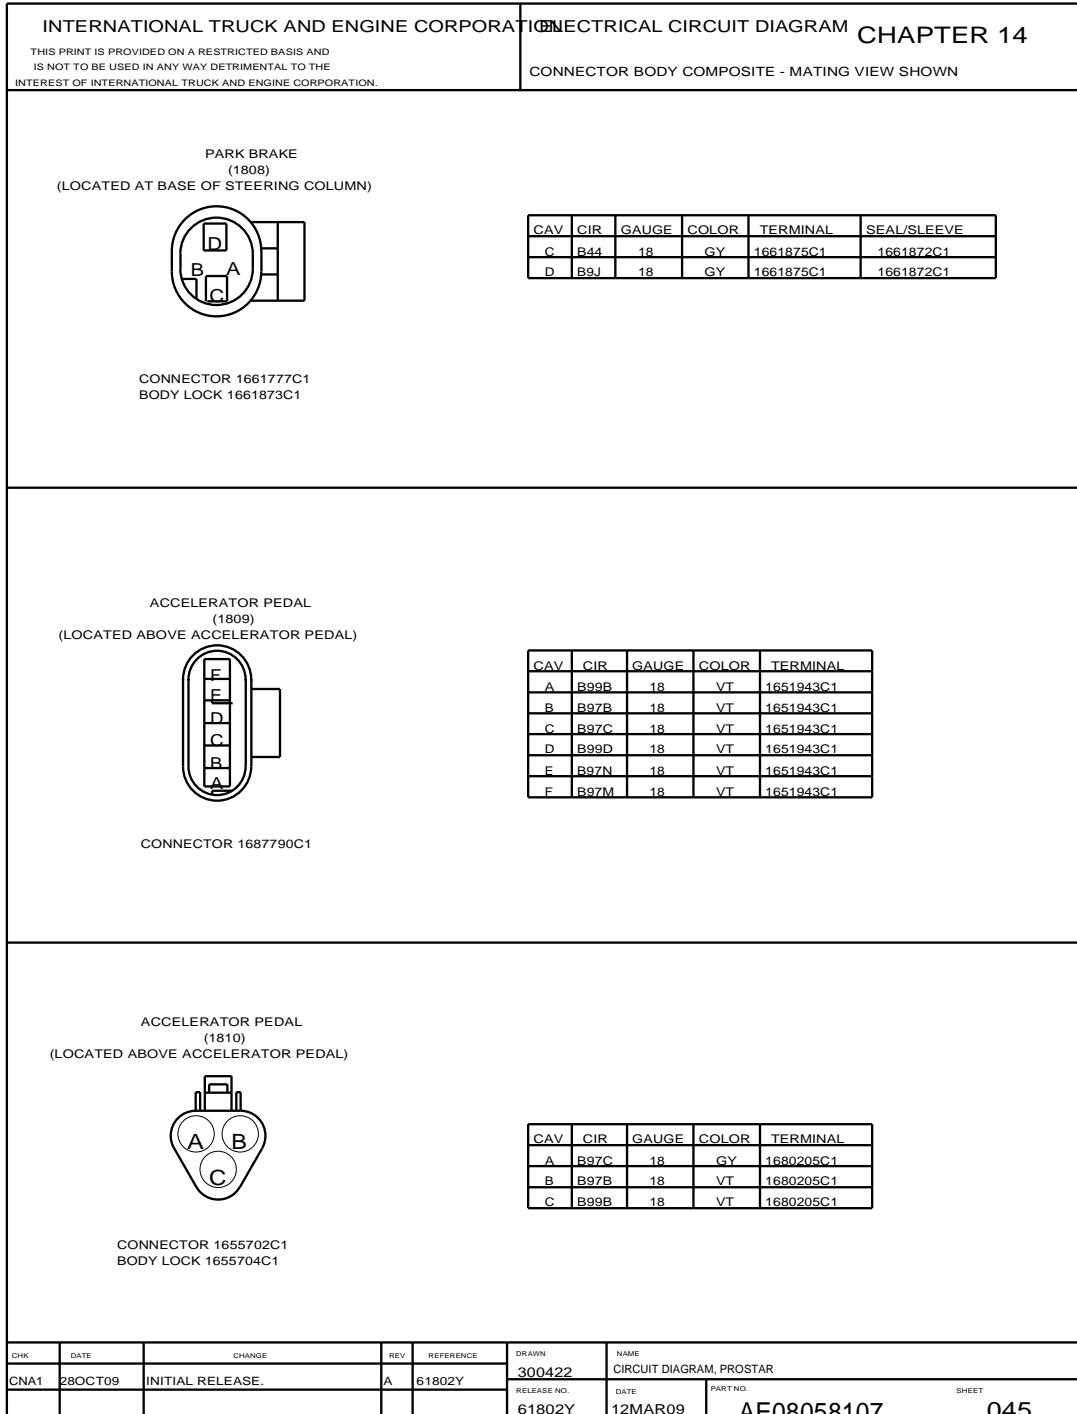 INTERNATIONAL TRUCK AND ENGINE CORPORATION
THIS PRINT IS PROVIDED ON A RESTRICTED BASIS AND
IS NOT TO BE USED IN ANY WAY DETRIMENTAL TO THE
INTEREST OF INTERNATIONAL TRUCK AND ENGINE CORPORATION.
ELECTRICAL CIRCUIT DIAGRAM CHAPTER 14
CONNECTOR BODY COMPOSITE - MATING VIEW SHOWN
PARK BRAKE
(1808)
(LOCATED AT BASE OF STEERING COLUMN)
D
B A
C
CONNECTOR 1661777C1
BODY LOCK 1661873C1
CAV CIR GAUGE COLOR TERMINAL SEAL/SLEEVE
C B44 18 GY 1661875C1 1661872C1
D B9J 18 GY 1661875C1 1661872C1
ACCELERATOR PEDAL
(1809)
(LOCATED ABOVE ACCELERATOR PEDAL)
F
E
D
C
B
A
CONNECTOR 1687790C1
CAV CIR GAUGE COLOR TERMINAL
A B99B 18 VT 1651943C1
B B97B 18 VT 1651943C1
C B97C 18 VT 1651943C1
D B99D 18 VT 1651943C1
E B97N 18 VT 1651943C1
F B97M 18 VT 1651943C1
ACCELERATOR PEDAL
(1810)
(LOCATED ABOVE ACCELERATOR PEDAL)
A B
C
CONNECTOR 1655702C1
BODY LOCK 1655704C1
CAV CIR GAUGE COLOR TERMINAL
A B97C 18 GY 1680205C1
B B97B 18 VT 1680205C1
C B99B 18 VT 1680205C1
CHK DATE CHANGE REV REFERENCE
CNA1 28OCT09 INITIAL RELEASE. A 61802Y
DRAWN
300422
NAME
CIRCUIT DIAGRAM, PROSTAR
RELEASE NO.
61802Y
DATE
12MAR09
PART NO.
AE08058107
SHEET
045